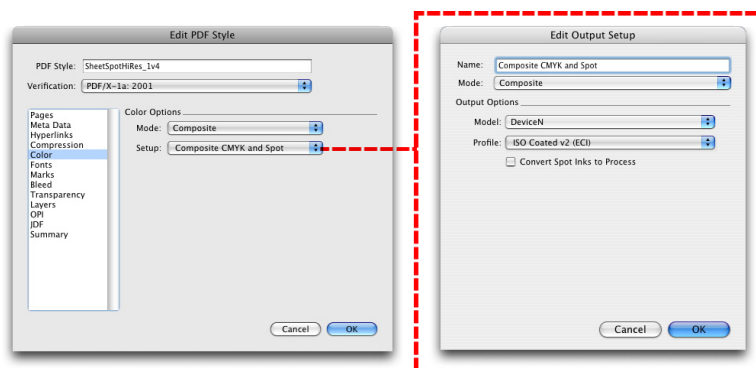 Edit PDF Style
PDF Style: SheetSpotHiRes_1v4
Verification: PDF/X-1a: 2001
Pages
Meta Data
Hyperlinks
Compression
Color
Fonts
Marks
Bleed
Transparency
Layers
OPI
JDF
Summary
Color Options
Mode: Composite
Setup: Composite CMYK and Spot
Cancel OK
Edit Output Setup
Name: Composite CMYK and Spot
Mode: Composite
Output Options
Model: DeviceN
Profile: ISO Coated v2 (ECI)
Convert Spot Inks to Process
Cancel OK